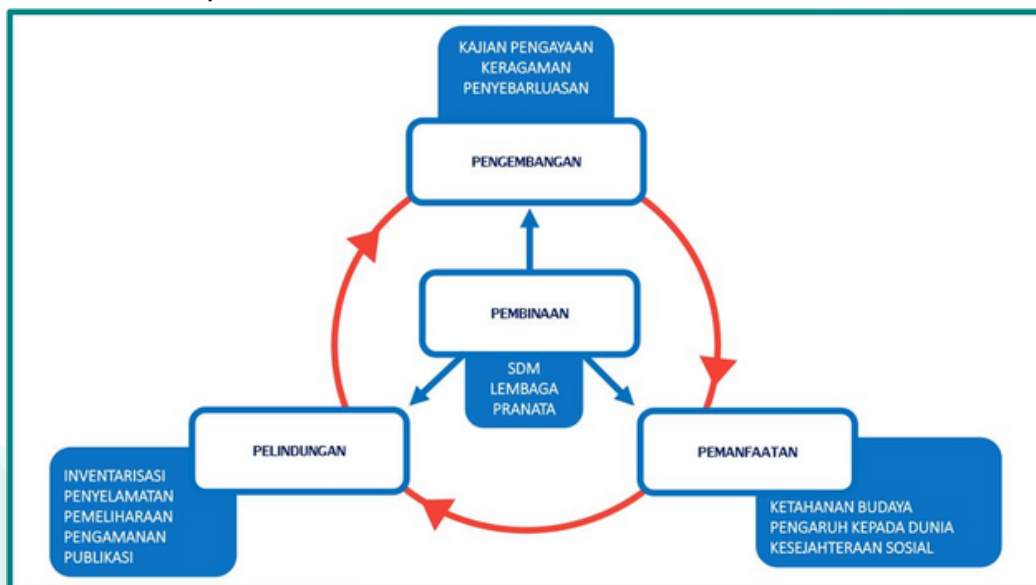 KAJIAN PENGAYAAN
KERAGAMAN
PENYEBARLUASAN
PENGEMBANGAN
PEMBINAAN
SDM
LEMBAGA
PRANATA
PELINDUNGAN
INVENTARISASI
PENYELAMATAN
PEMELIHARAAN
PENGAMANAN
PUBLIKASI
PEMANFAATAN
KETAHANAN BUDAYA
PENGARUH KEPADA DUNIA
KESEJAHTERAAN SOSIAL